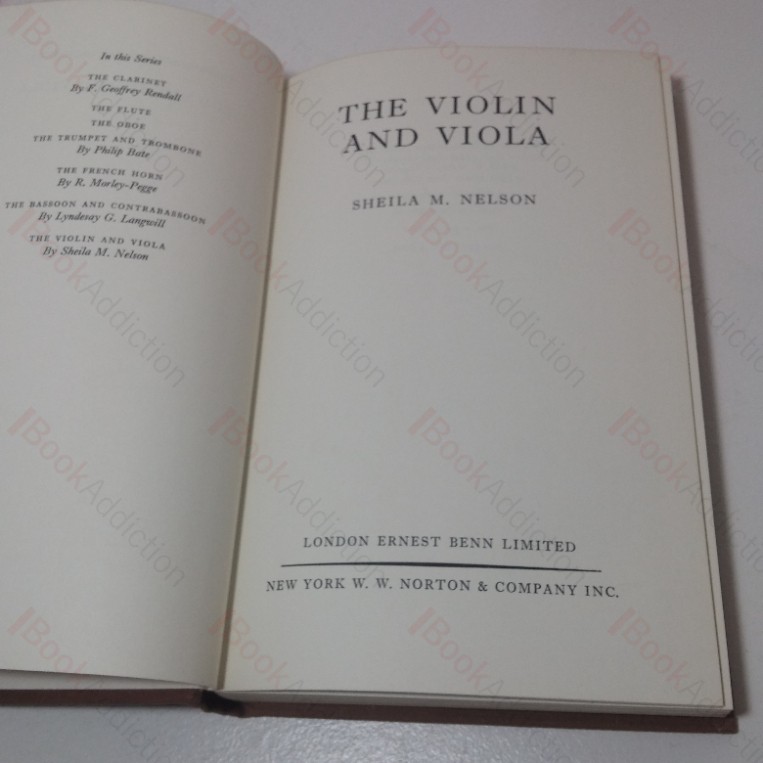 In this Series
THE CLARINET
By F. Geoffrey Rendall
THE FLUTE
THE OBOE
THE TRUMPET AND TROMBONE
By Philip Bate
THE FRENCH HORN
By R. Morley-Pegge
THE BASSOON AND CONTRABASSOON
By Lyndesay G. Langwill
THE VIOLIN AND VIOLA
By Sheila M. Nelson
THE VIOLIN
AND VIOLA
SHEILA M. NELSON
LONDON ERNEST BENN LIMITED
NEW YORK W. W. NORTON & COMPANY INC.
BookAddiction